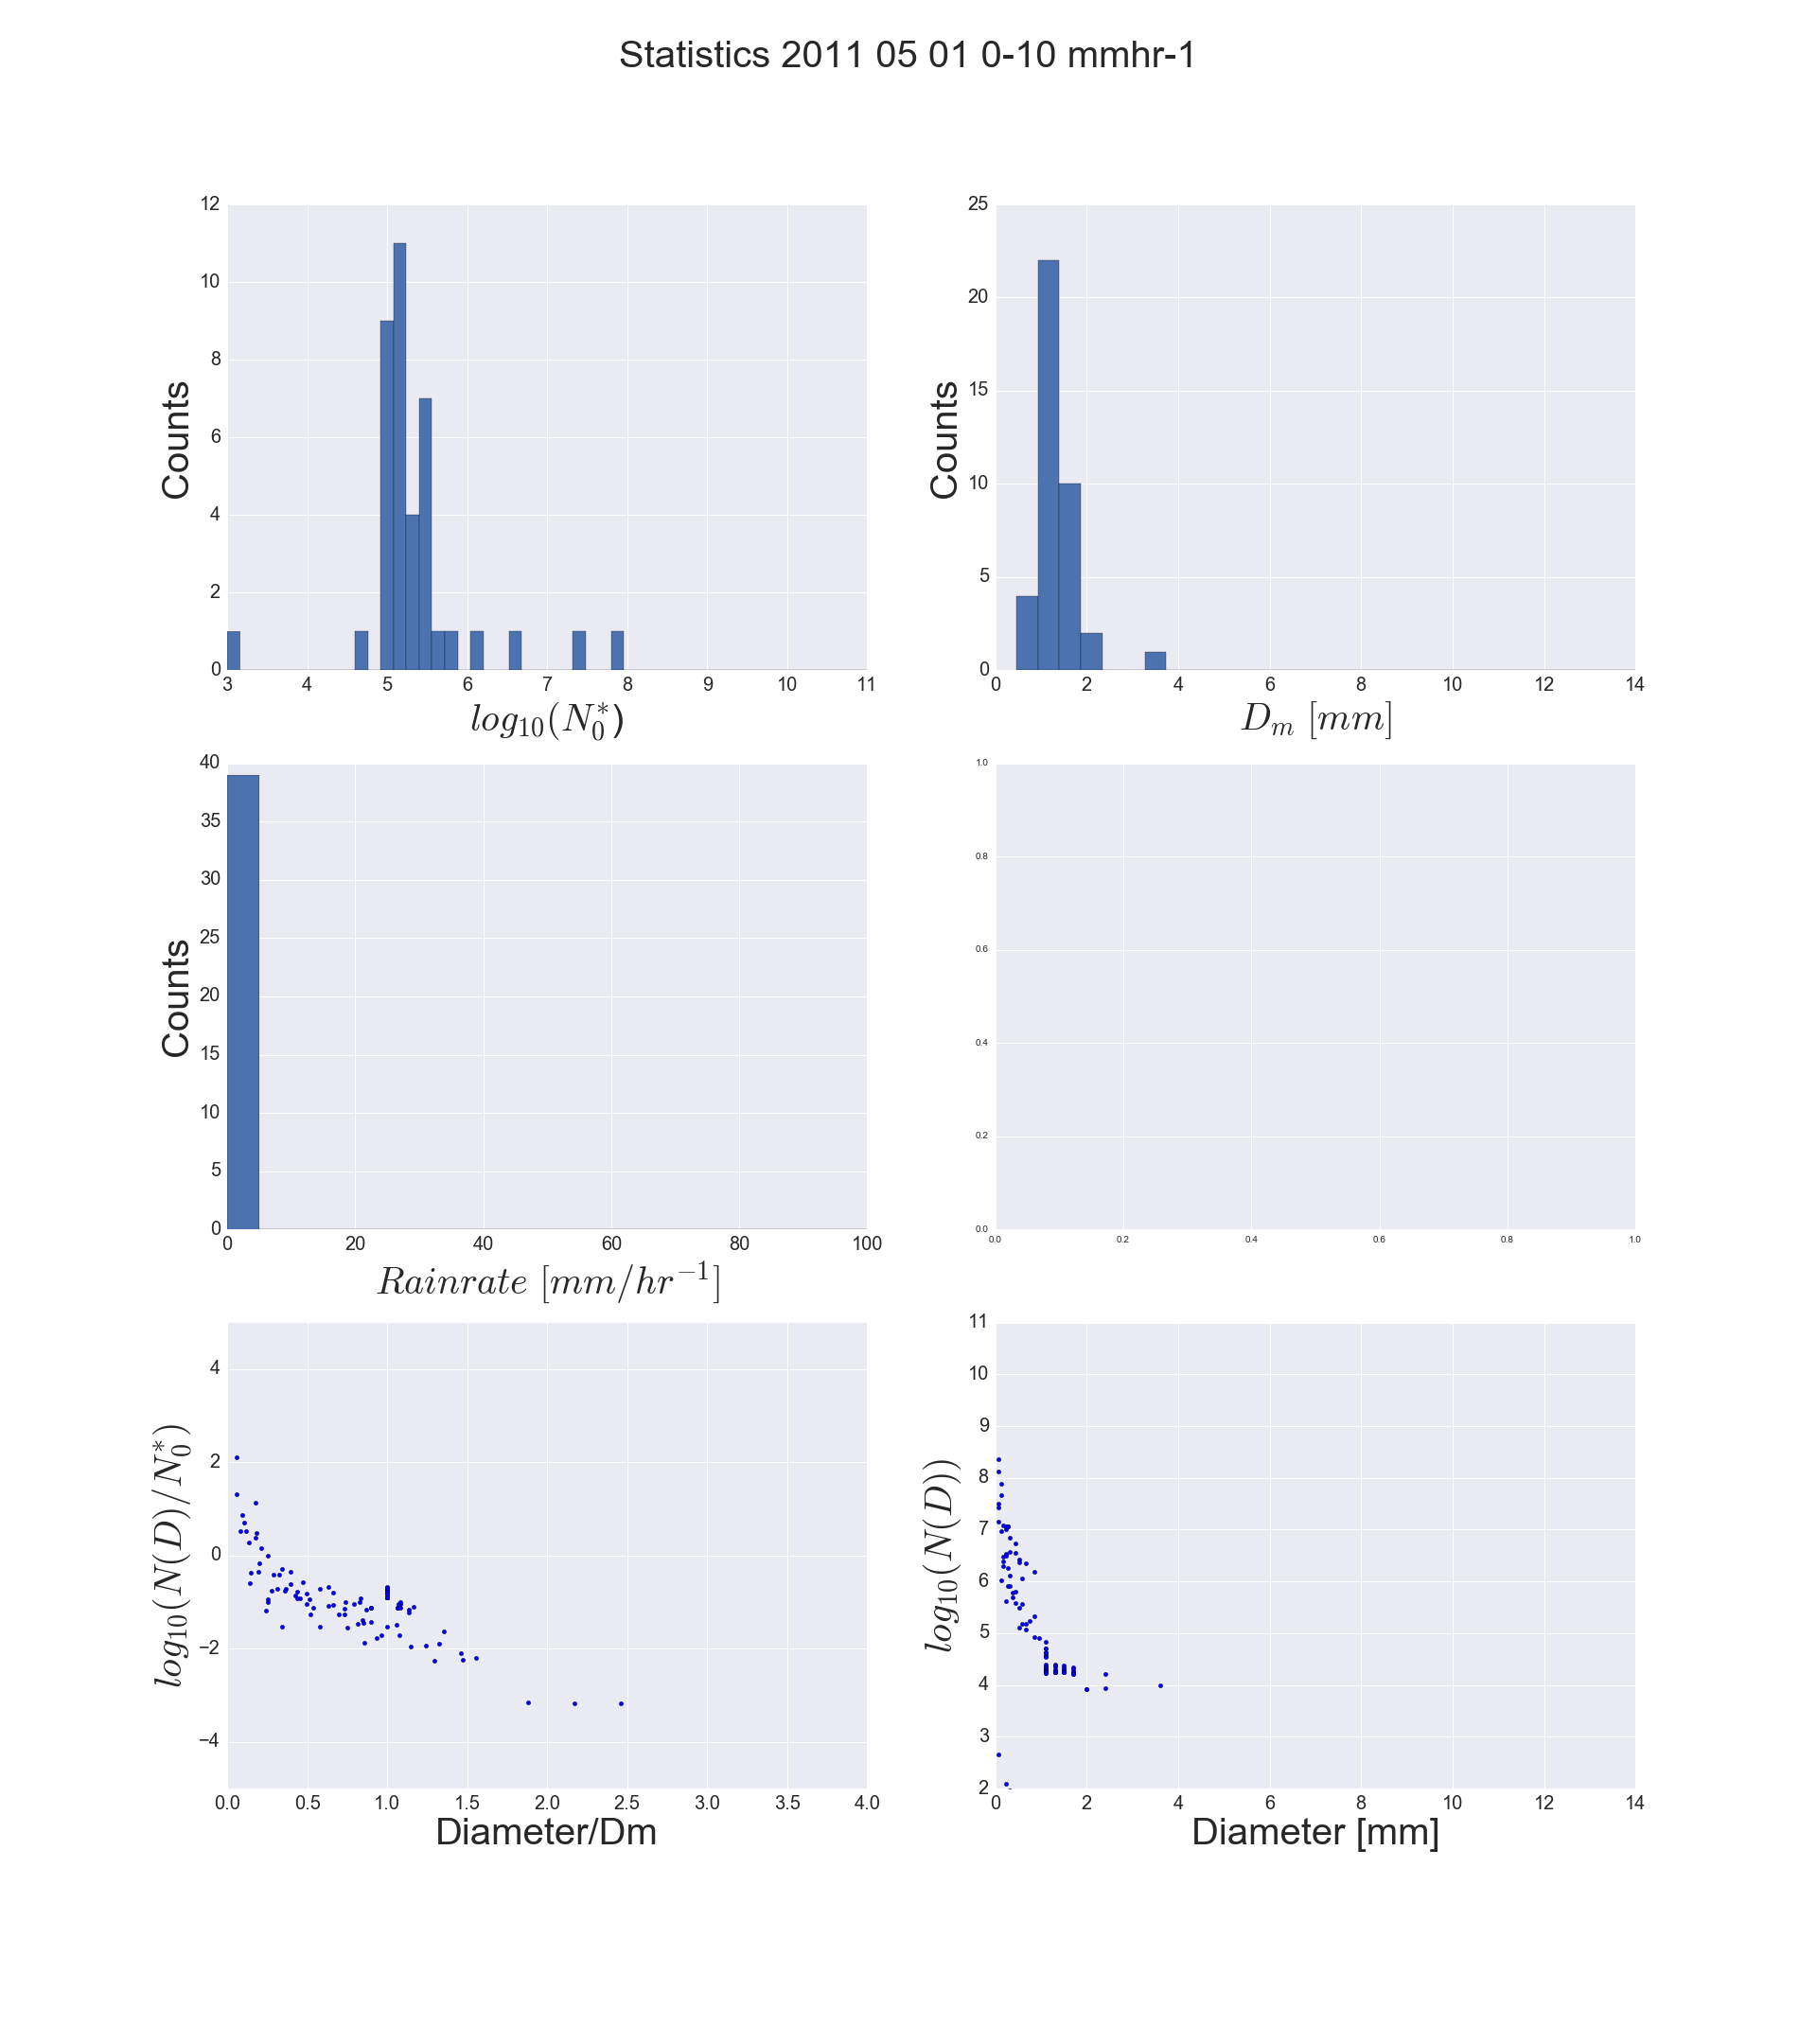 Statistics 2011 05 01 0-10 mmhr-1
12
10
8
6
4
2
0
Counts
3 4 5 6 7 8 9 10 11
log₁₀(N₀*)
25
20
15
10
5
0
Counts
0 2 4 6 8 10 12 14
Dₘ [mm]
40
35
30
25
20
15
10
5
0
Counts
0 20 40 60 80 100
Rainrate [mm/hr⁻¹]
1.0
0.8
0.6
0.4
0.2
0.0
0.0 0.2 0.4 0.6 0.8 1.0
4
2
0
−2
−4
log₁₀(N(D)/N₀*)
0.0 0.5 1.0 1.5 2.0 2.5 3.0 3.5 4.0
Diameter/Dm
11
10
9
8
7
6
5
4
3
2
log₁₀(N(D))
0 2 4 6 8 10 12 14
Diameter [mm]